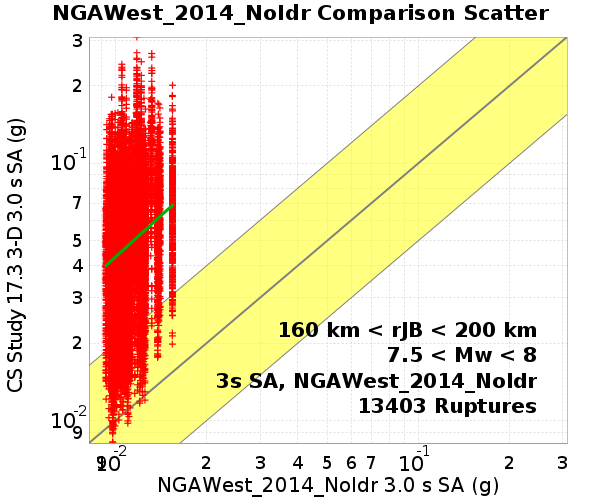 NGAWest_2014_NoIdr Comparison Scatter
CS Study 17.3 3-D 3.0 s SA (g)
3
2
10-1
7
5
4
3
2
10-2
9
160 km < rJB < 200 km
7.5 < Mw < 8
3s SA, NGAWest_2014_NoIdr
13403 Ruptures
9 10-2 2 3 4 5 6 7 10-1 2 3
NGAWest_2014_NoIdr 3.0 s SA (g)